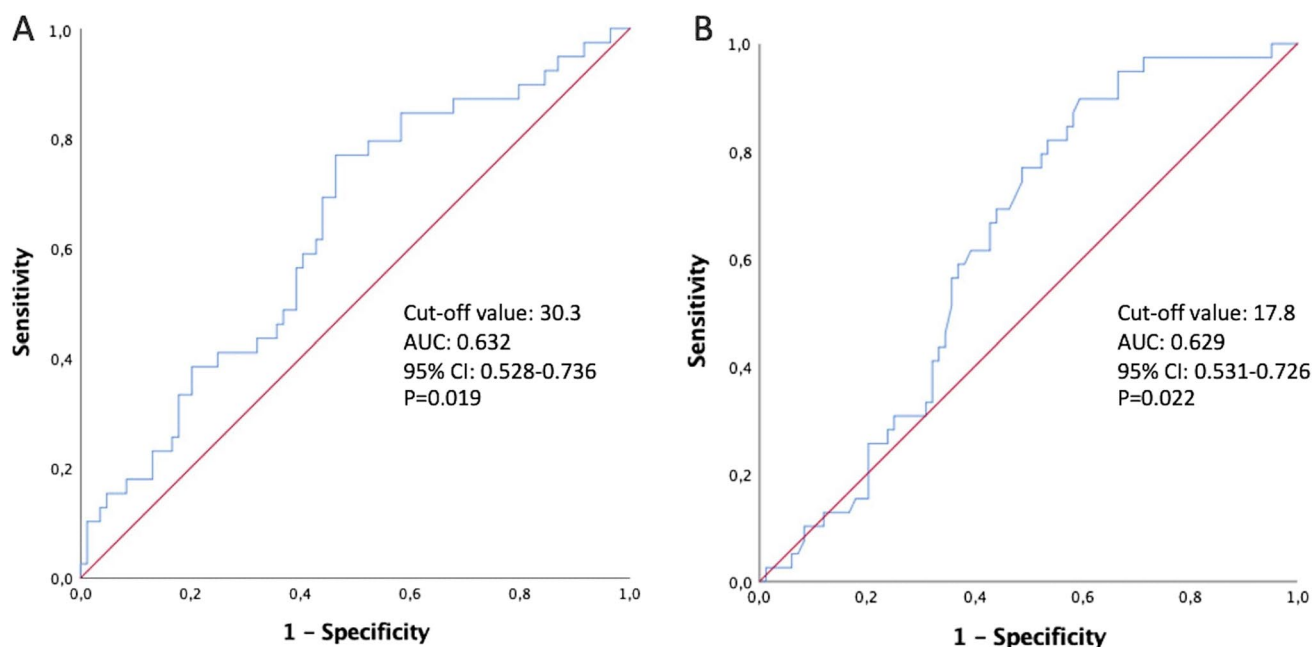 A
1,0
0,8
0,6
0,4
0,2
0,0
Sensitivity
Cut-off value: 30.3
AUC: 0.632
95% CI: 0.528-0.736
P=0.019
0,0 0,2 0,4 0,6 0,8 1,0
1 – Specificity
B
1,0
0,8
0,6
0,4
0,2
0,0
Sensitivity
Cut-off value: 17.8
AUC: 0.629
95% CI: 0.531-0.726
P=0.022
0,0 0,2 0,4 0,6 0,8 1,0
1 – Specificity